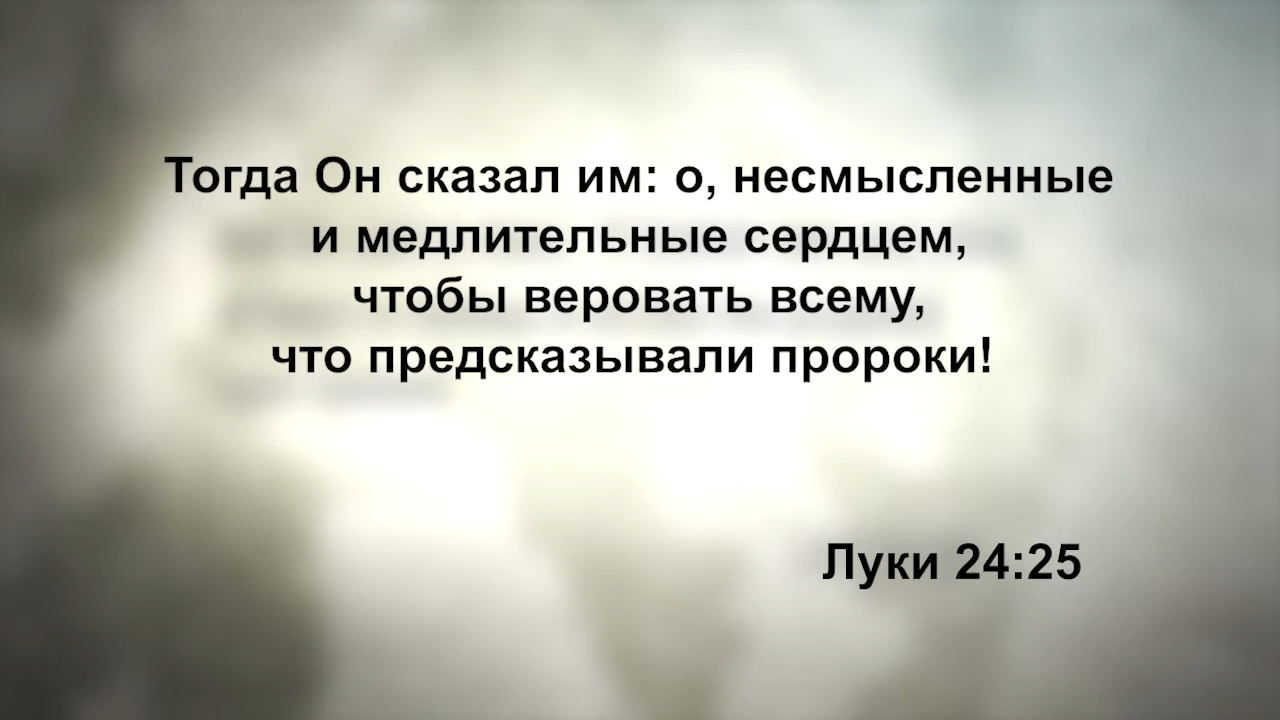 Тогда Он сказал им: о, несмысленные
и медлительные сердцем,
чтобы веровать всему,
что предсказывали пророки!
Луки 24:25